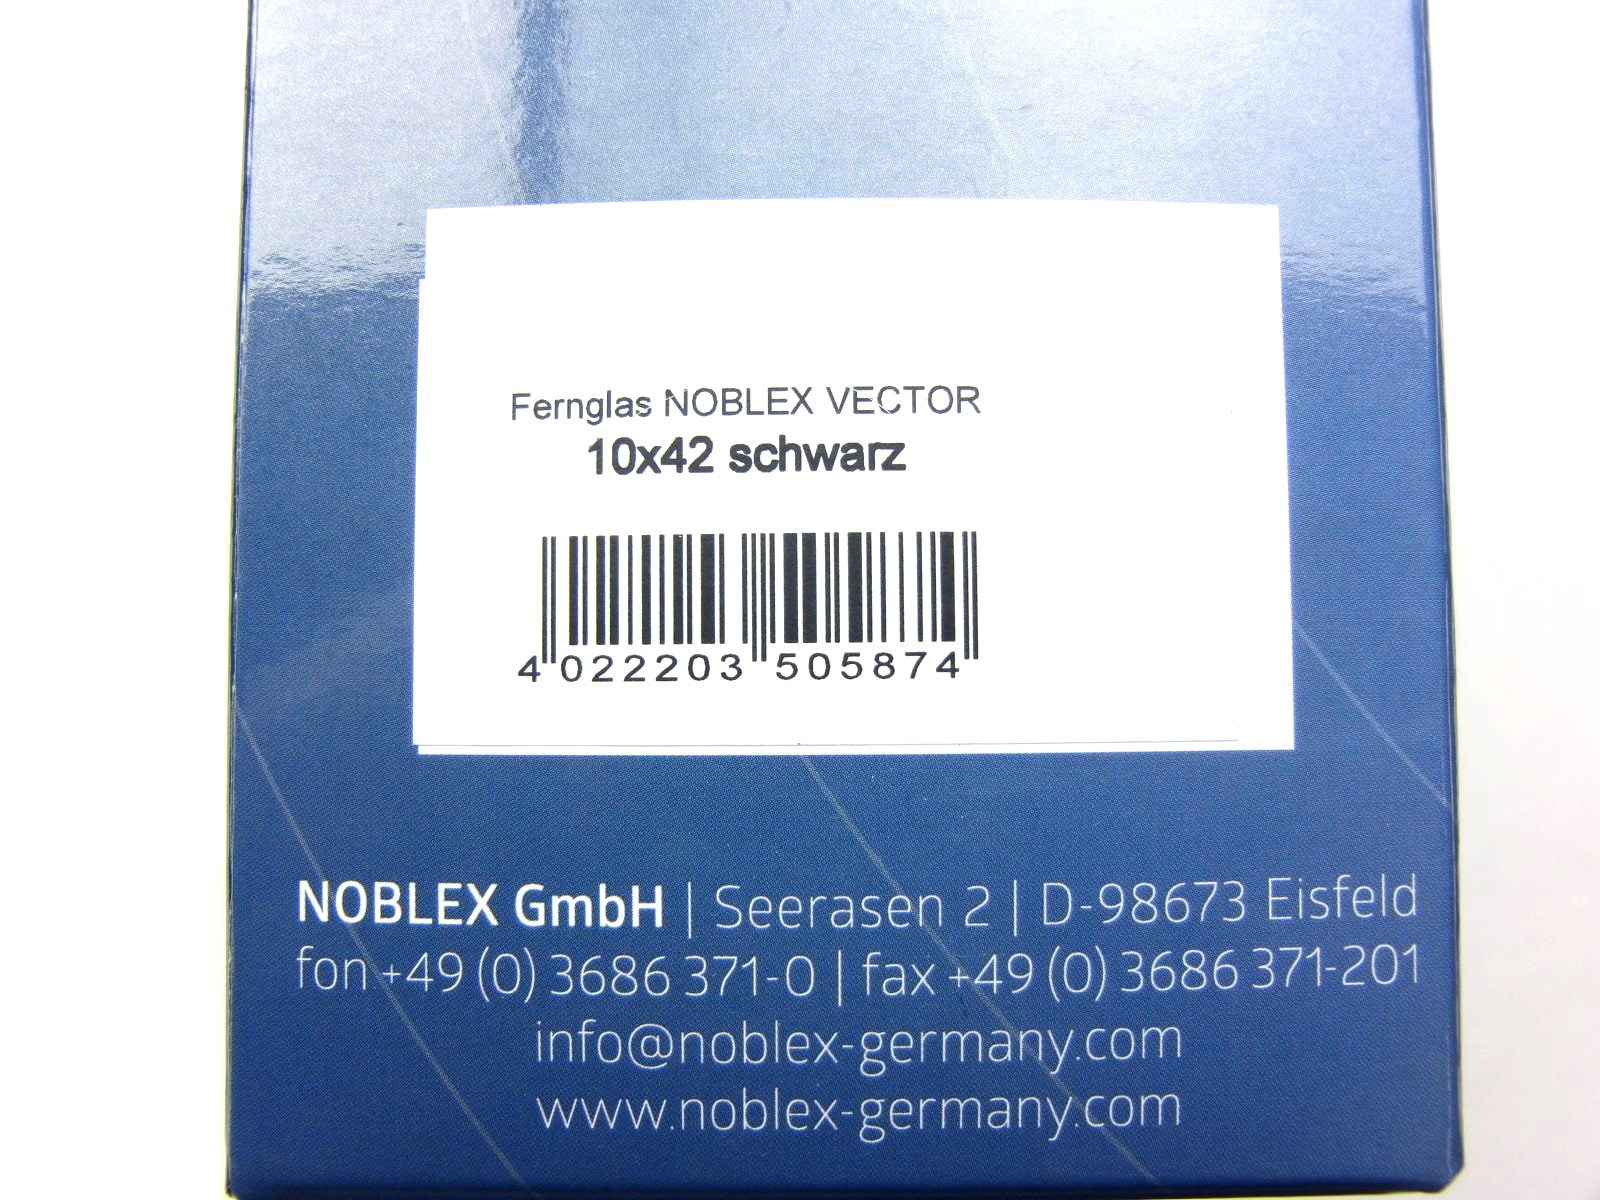 Fernglas NOBLEX VECTOR
10x42 schwarz
4 022203 505874
NOBLEX GmbH | Seerasen 2 | D-98673 Eisfeld
fon +49 (0) 3686 371-0 | fax +49 (0) 3686 371-201
info@noblex-germany.com
www.noblex-germany.com